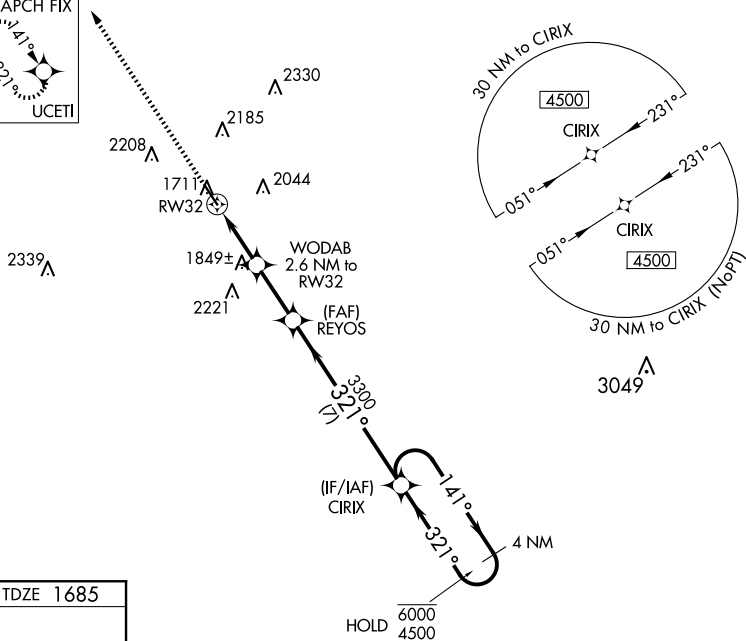 APCH FIX
141°
321°
UCETI
2330
2185
2208
1711
2044
RW32
2339
1849±
WODAB
2.6 NM to
RW32
2221
(FAF)
REYOS
3300
321°
(7)
(IF/IAF)
CIRIX
141°
321°
4 NM
HOLD
6000
4500
30 NM to CIRIX
4500
CIRIX
231°
051°
231°
CIRIX
051°
4500
30 NM to CIRIX (NoPT)
3049
TDZE 1685